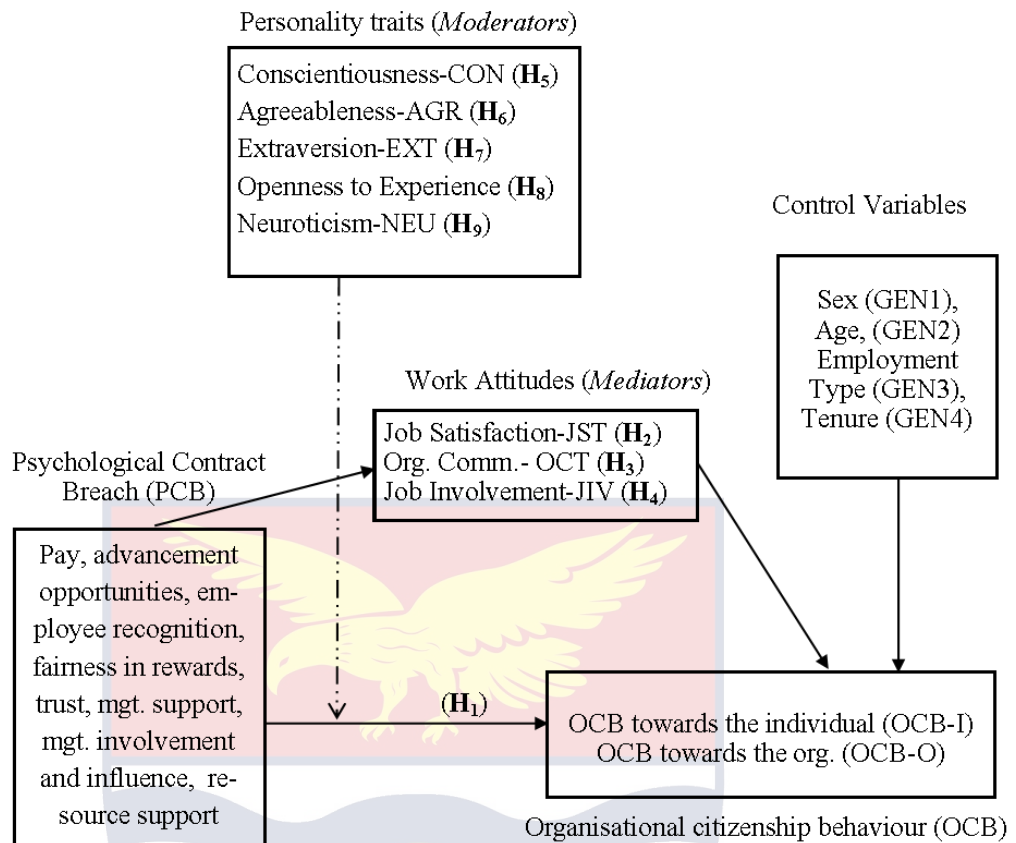 Personality traits (Moderators)
Conscientiousness-CON (H5)
Agreeableness-AGR (H6)
Extraversion-EXT (H7)
Openness to Experience (H8)
Neuroticism-NEU (H9)
Control Variables
Sex (GEN1),
Age, (GEN2)
Employment
Type (GEN3),
Tenure (GEN4)
Work Attitudes (Mediators)
Job Satisfaction-JST (H2)
Org. Comm.- OCT (H3)
Job Involvement-JIV (H4)
Psychological Contract
Breach (PCB)
Pay, advancement
opportunities, em-
ployee recognition,
fairness in rewards,
trust, mgt. support,
mgt. involvement
and influence, re-
source support
(H1)
OCB towards the individual (OCB-I)
OCB towards the org. (OCB-O)
Organisational citizenship behaviour (OCB)